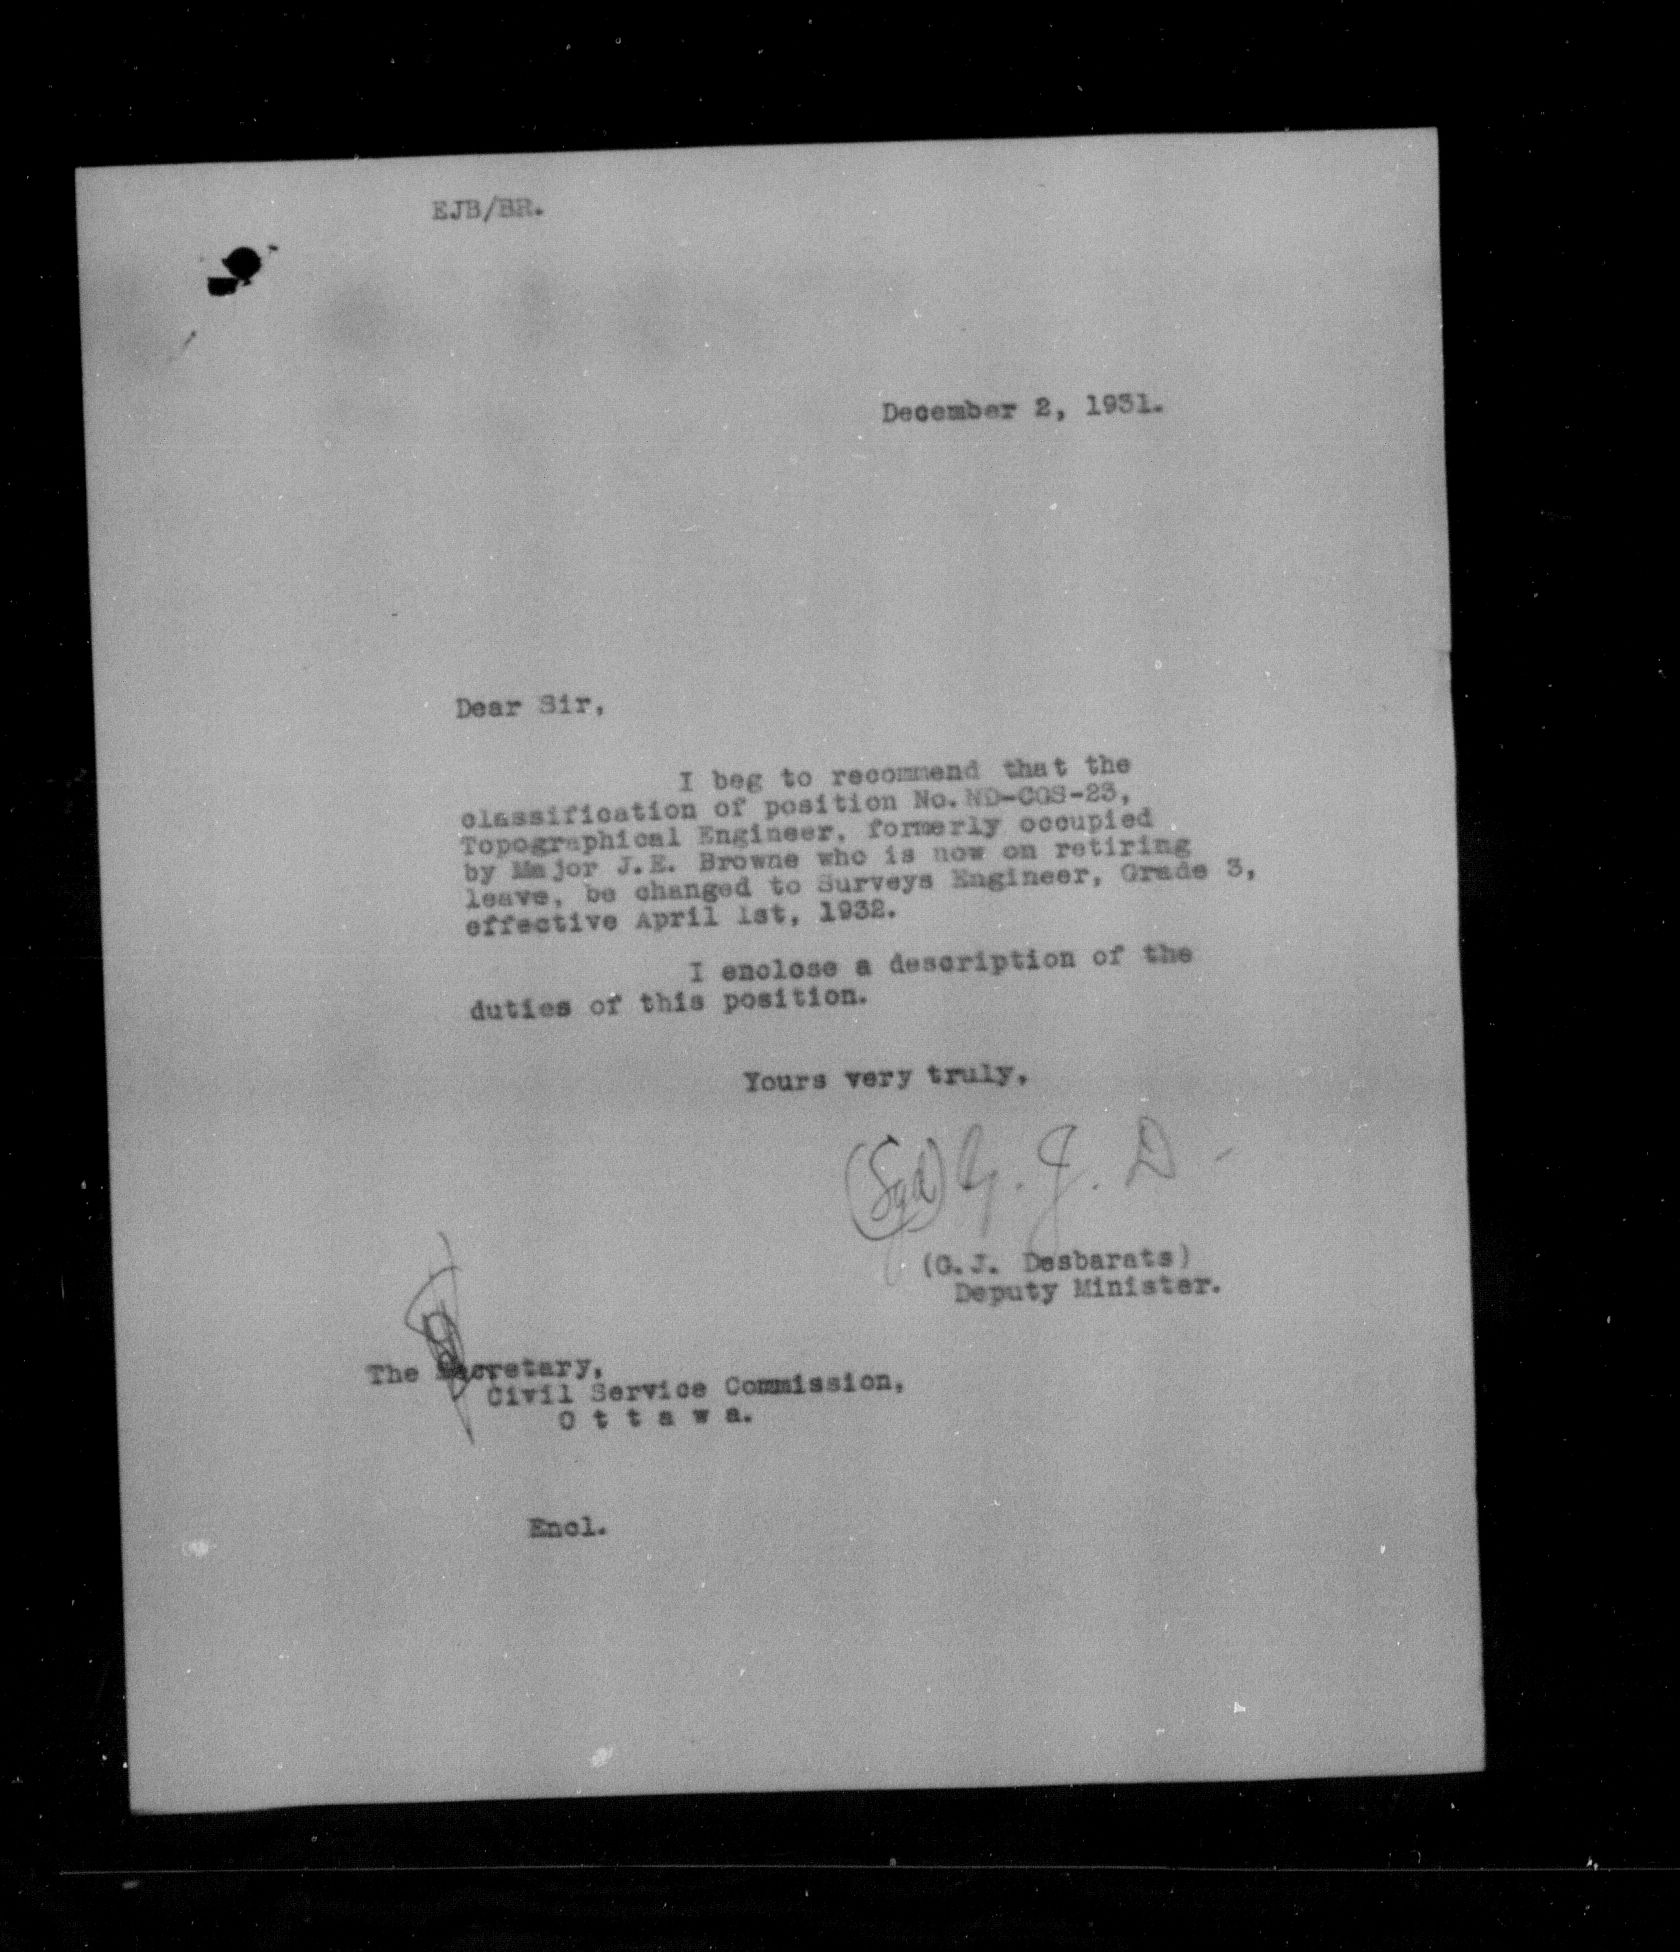 EJB/BR.
December 2, 1931.
Dear Sir,
I beg to recommend that the
classification of position No. ND-CGS-23,
Topographical Engineer, formerly occupied
by Major J.E. Browne who is now on retiring
leave, be changed to Surveys Engineer, Grade 3,
effective April 1st, 1932.
I enclose a description of the
duties of this position.
Yours very truly,
(Sgd) G. J. D -
(G.J. Desbarats)
Deputy Minister.
The Secretary,
Civil Service Commission,
O t t a w a.
Encl.